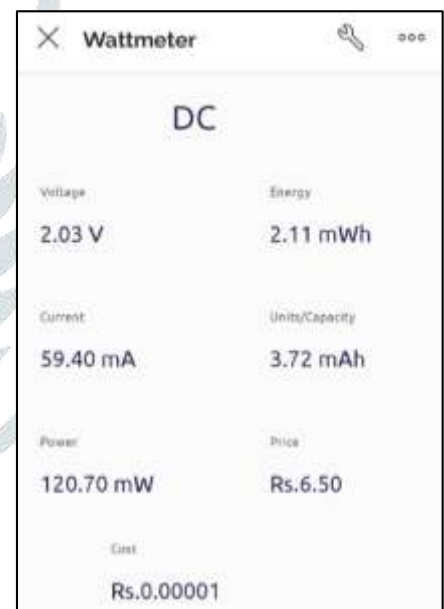 Wattmeter
DC
Voltage Energy
2.03 V 2.11 mWh
Current Units/Capacity
59.40 mA 3.72 mAh
Power Price
120.70 mW Rs.6.50
Cost
Rs.0.00001